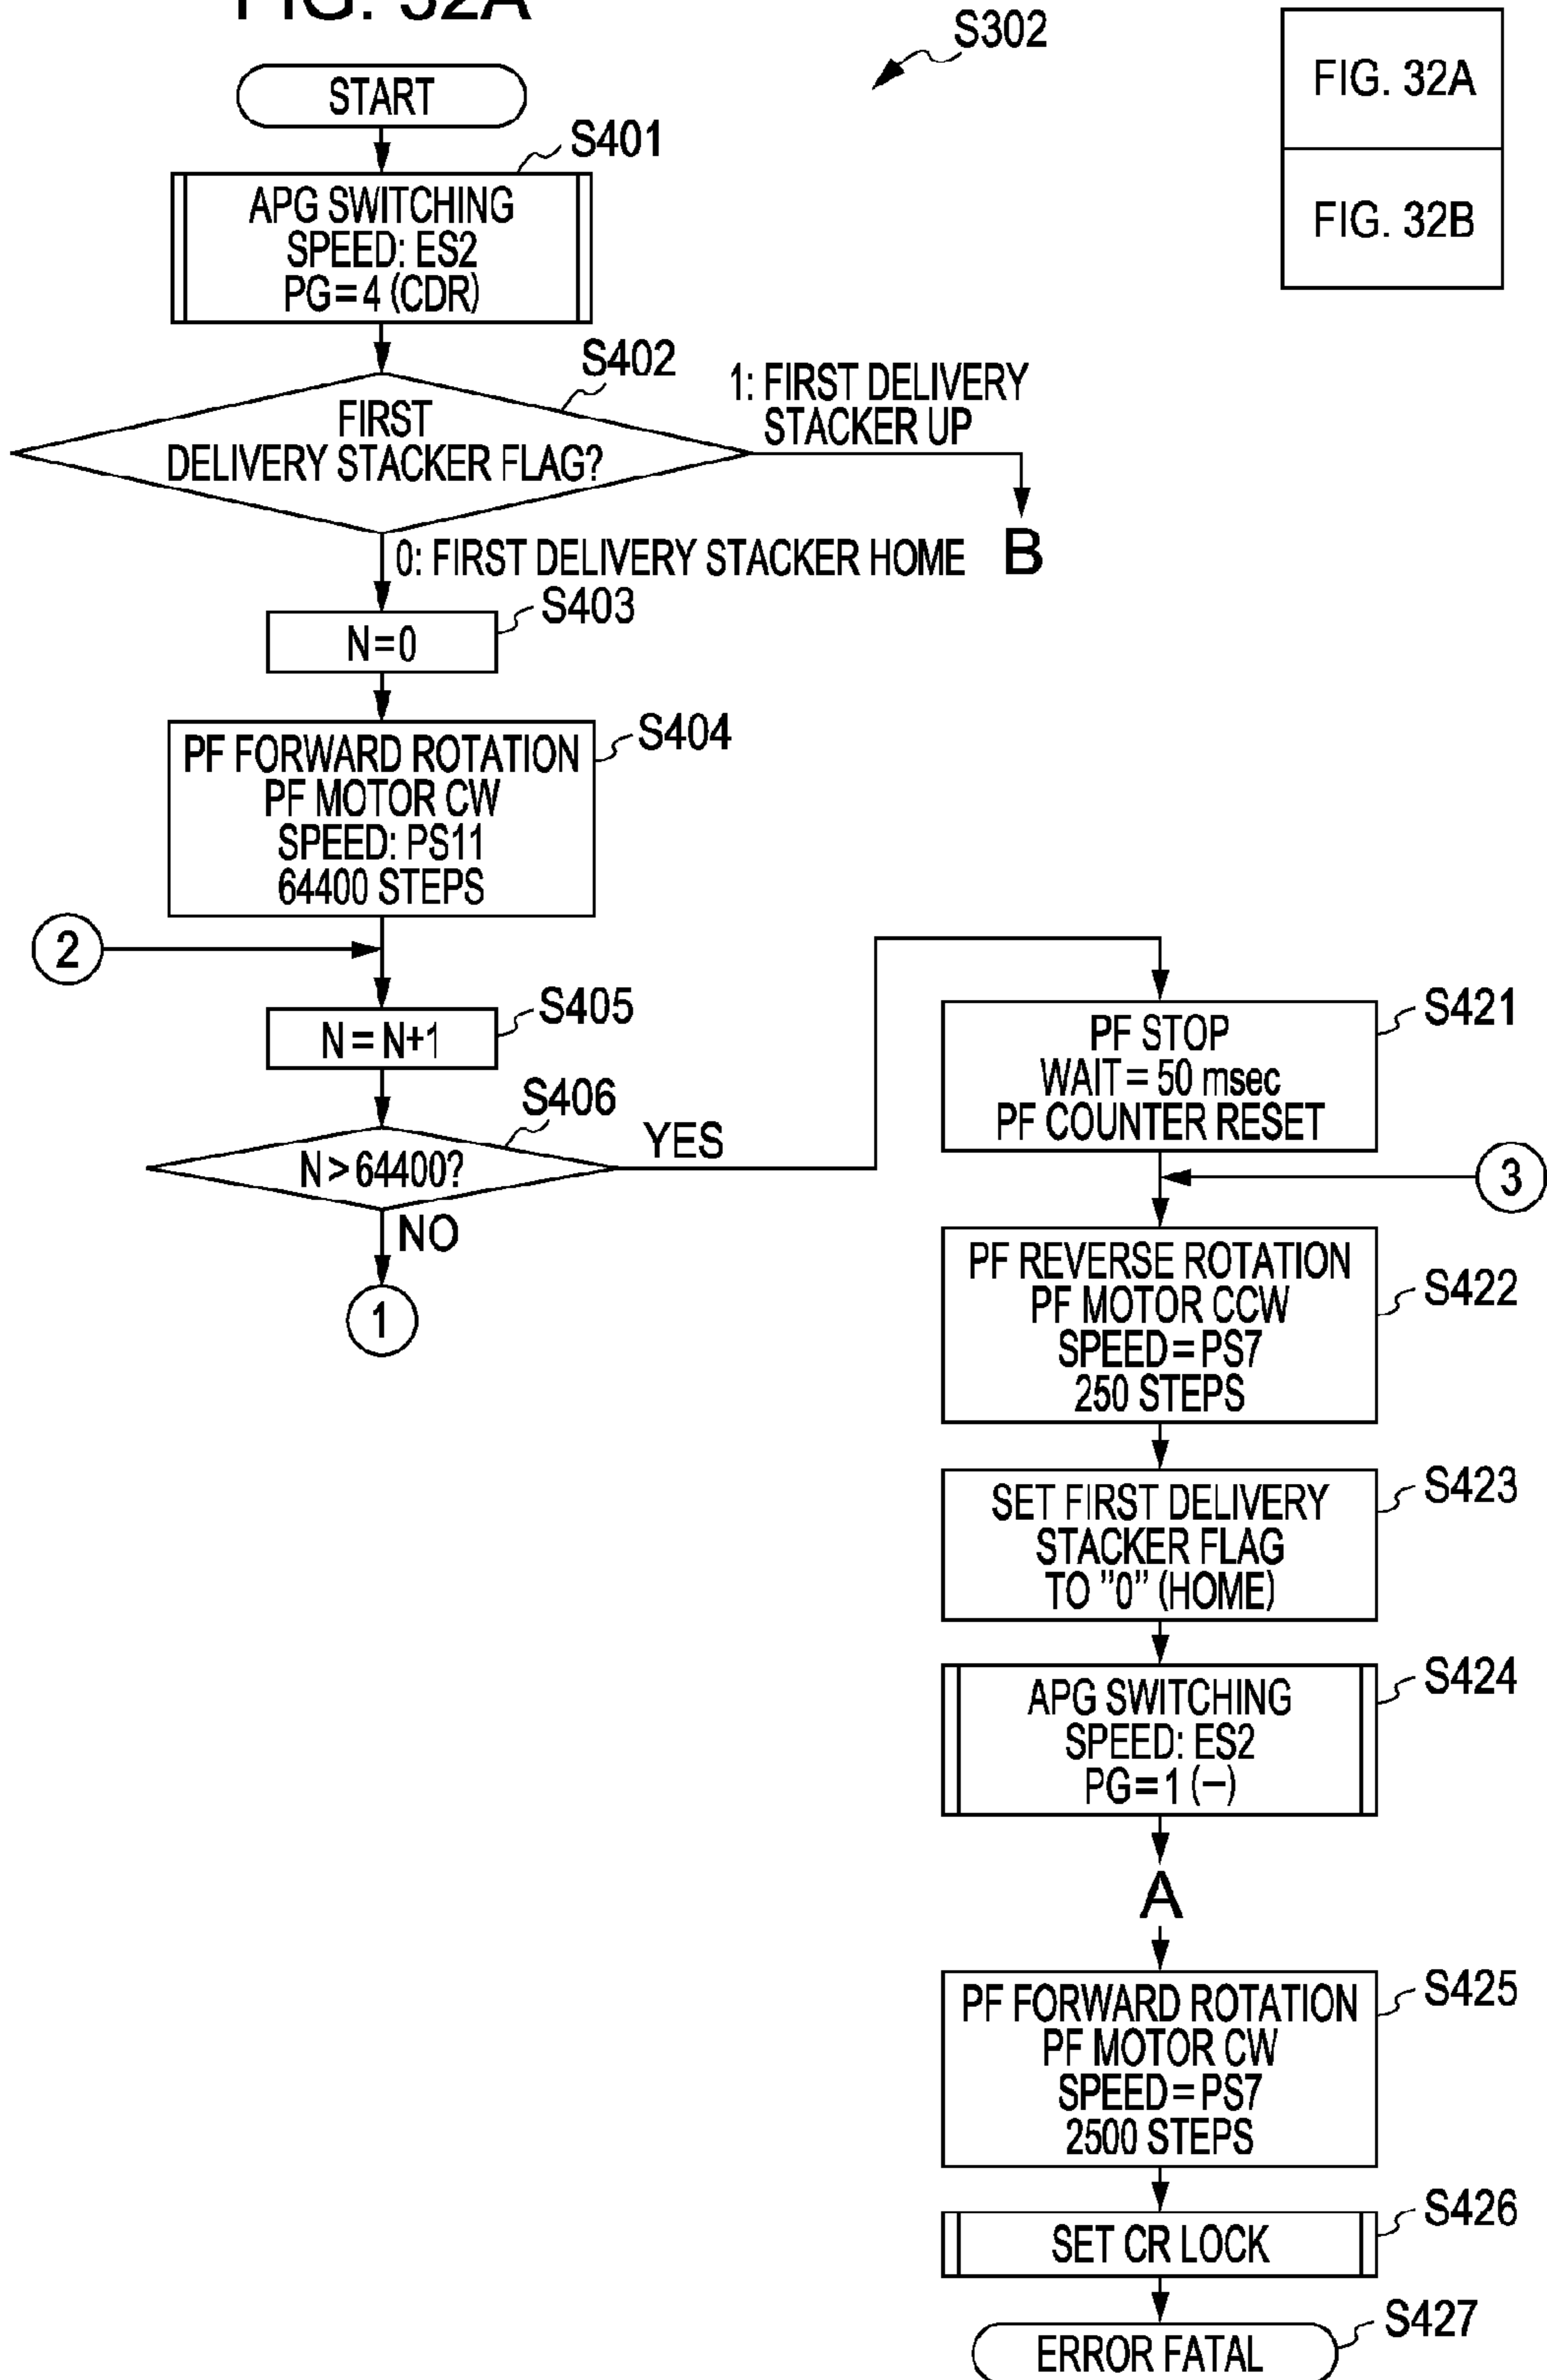 FIG. 32A
S302
FIG. 32A
FIG. 32B
START
S401
APG SWITCHING
SPEED: ES2
PG=4 (CDR)
S402
FIRST
DELIVERY STACKER FLAG?
1: FIRST DELIVERY
STACKER UP
B
0: FIRST DELIVERY STACKER HOME
S403
N=0
S404
PF FORWARD ROTATION
PF MOTOR CW
SPEED: PS11
64400 STEPS
2
S405
N=N+1
S406
N>64400?
YES
NO
1
S421
PF STOP
WAIT = 50 msec
PF COUNTER RESET
3
S422
PF REVERSE ROTATION
PF MOTOR CCW
SPEED=PS7
250 STEPS
S423
SET FIRST DELIVERY
STACKER FLAG
TO ”0” (HOME)
S424
APG SWITCHING
SPEED: ES2
PG=1 (−)
A
S425
PF FORWARD ROTATION
PF MOTOR CW
SPEED=PS7
2500 STEPS
S426
SET CR LOCK
S427
ERROR FATAL